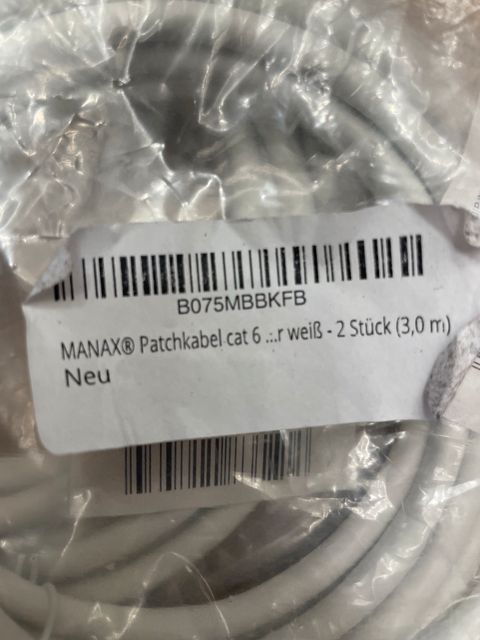 B075MBBKFB
MANAX® Patchkabel cat 6 ...r weiß - 2 Stück (3,0 m)
Neu